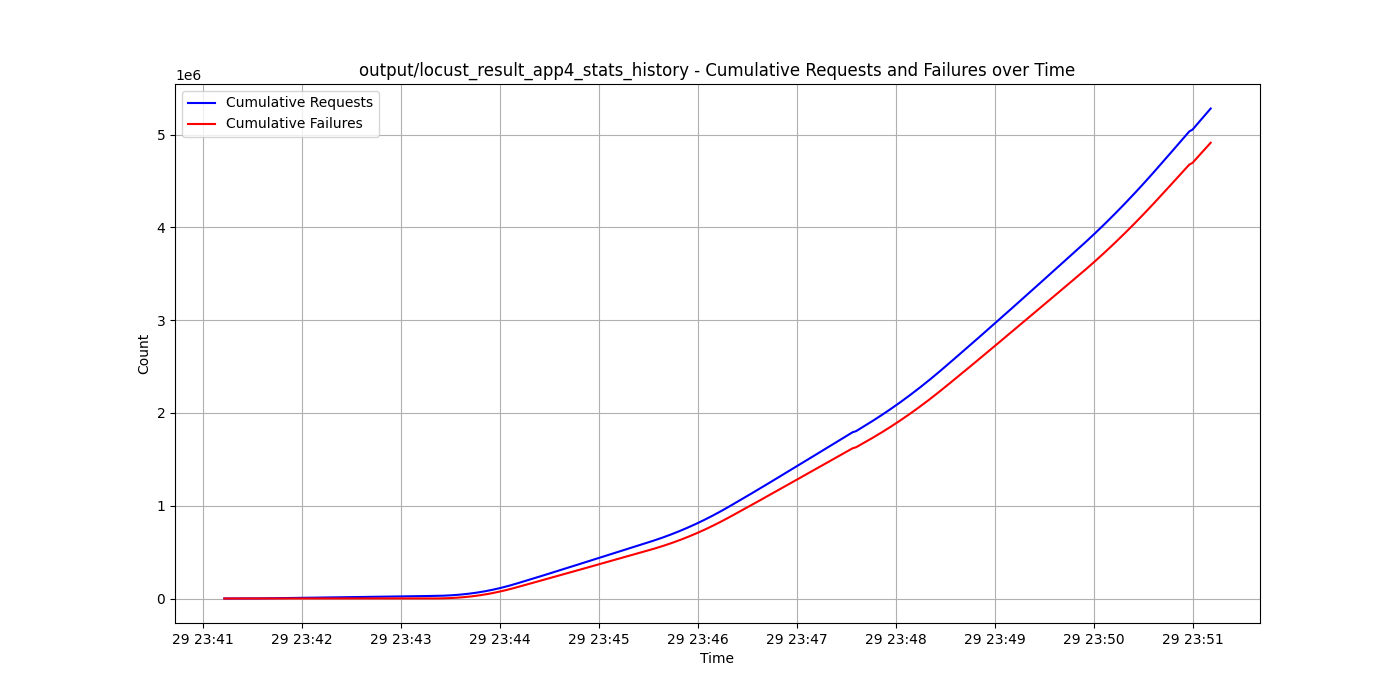 output/locust_result_app4_stats_history - Cumulative Requests and Failures over Time
1e6
Cumulative Requests
Cumulative Failures
5
4
3
2
1
0
Count
29 23:41 29 23:42 29 23:43 29 23:44 29 23:45 29 23:46 29 23:47 29 23:48 29 23:49 29 23:50 29 23:51
Time